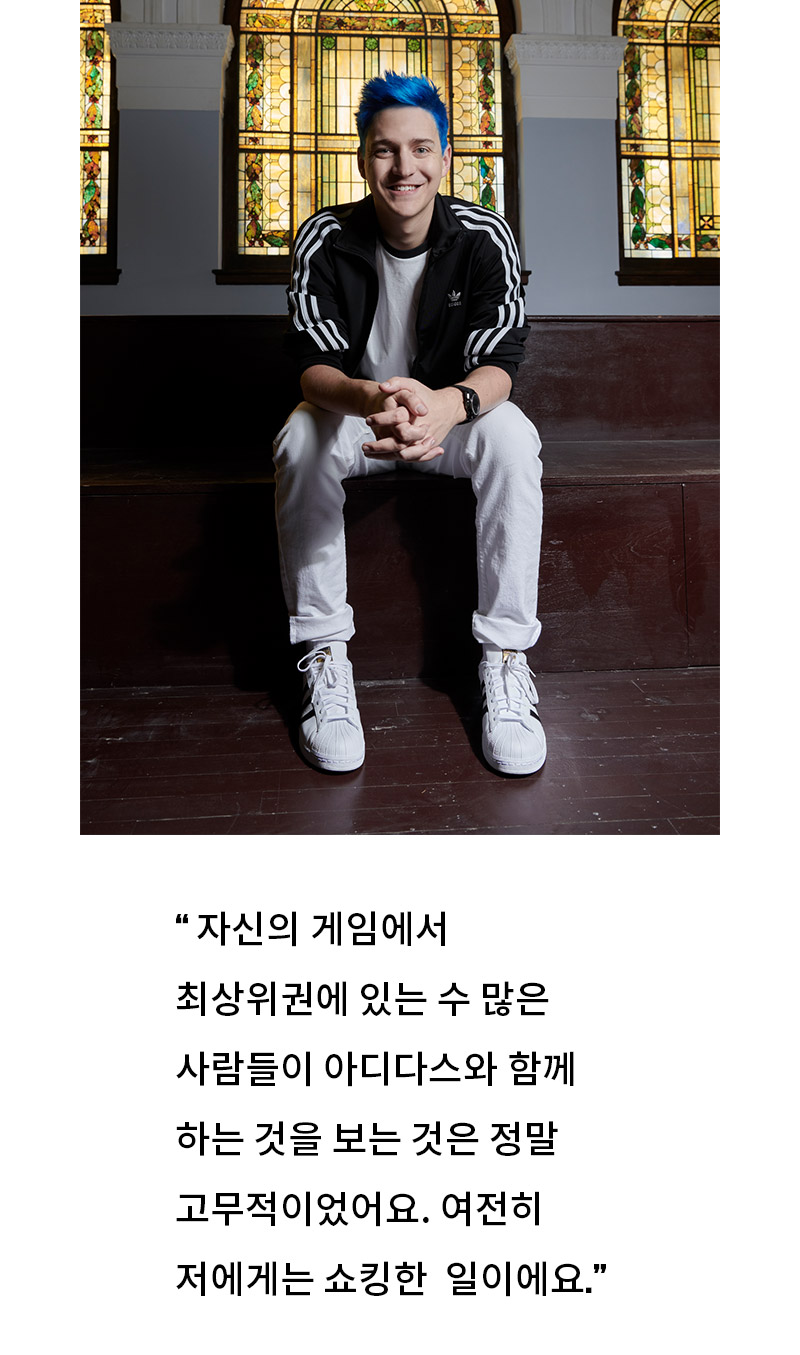 “ 자신의 게임에서
최상위권에 있는 수 많은
사람들이 아디다스와 함께
하는 것을 보는 것은 정말
고무적이었어요. 여전히
저에게는 쇼킹한  일이에요.”